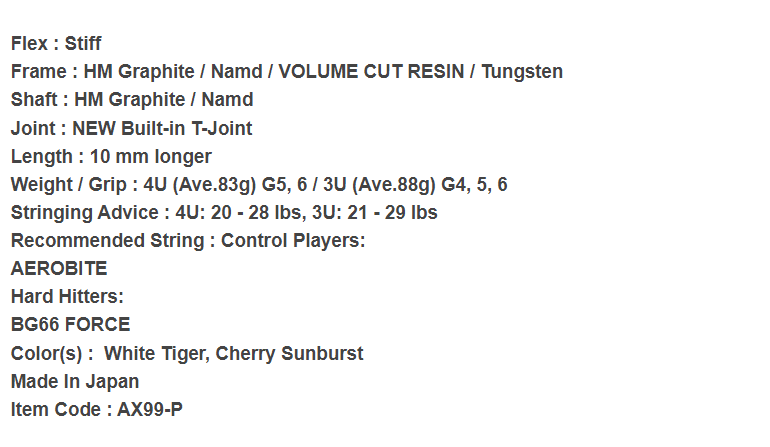 Flex : Stiff
Frame : HM Graphite / Namd / VOLUME CUT RESIN / Tungsten
Shaft : HM Graphite / Namd
Joint : NEW Built-in T-Joint
Length : 10 mm longer
Weight / Grip : 4U (Ave.83g) G5, 6 / 3U (Ave.88g) G4, 5, 6
Stringing Advice : 4U: 20 - 28 lbs, 3U: 21 - 29 lbs
Recommended String : Control Players:
AEROBITE
Hard Hitters:
BG66 FORCE
Color(s) :  White Tiger, Cherry Sunburst
Made In Japan
Item Code : AX99-P